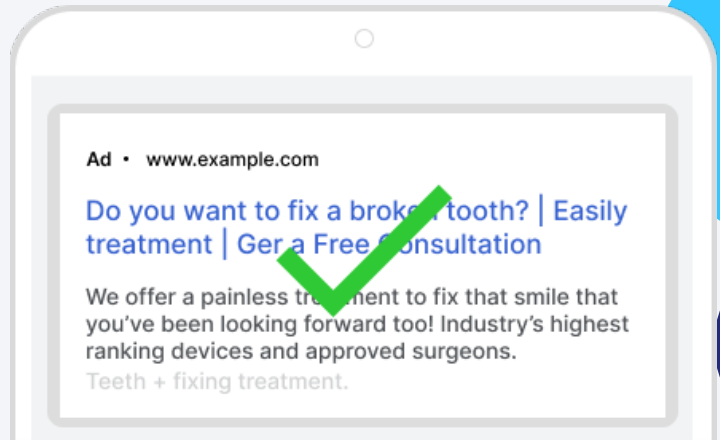 Ad • www.example.com
Do you want to fix a broken tooth? | Easily
treatment | Ger a Free Consultation
We offer a painless treatment to fix that smile that
you've been looking forward too! Industry's highest
ranking devices and approved surgeons.
Teeth + fixing treatment.